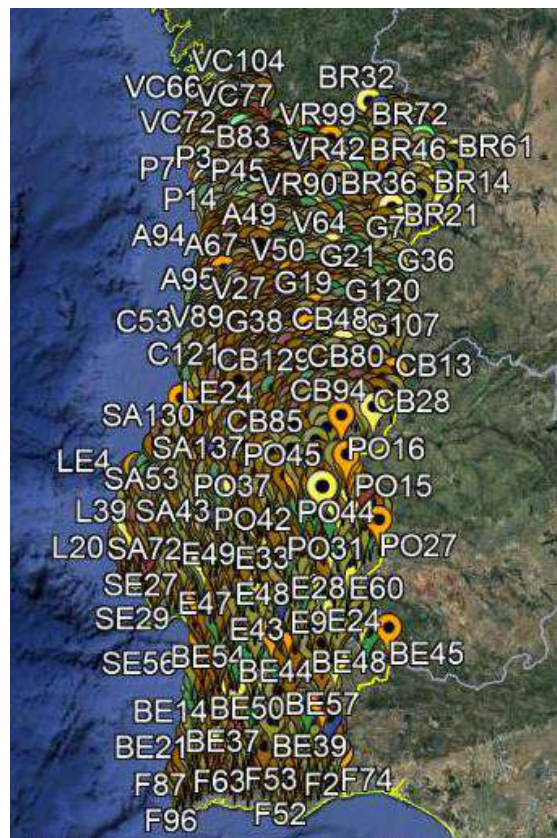 VC104
BR32
VC66
VC77
VC72
VR99
BR72
B83
P3
VR42
BR46
BR61
P7
P45
VR90
BR36
BR14
P14
A49
V64
BR21
G7
A94
A67
V50
G21
G36
A95
V27
G19
G120
C53
V89
G38
CB48
G107
C121
CB129
CB80
CB13
LE24
CB94
CB28
SA130
CB85
SA137
PO45
PO16
LE4
SA53
PO37
PO15
L39
SA43
PO42
PO44
L20
SA72
E49
E33
PO31
PO27
SE27
E47
E48
E28
E60
SE29
E43
E9
E24
SE56
BE54
BE44
BE48
BE45
BE14
BE50
BE57
BE21
BE37
BE39
F87
F63
F53
F2
F74
F96
F52